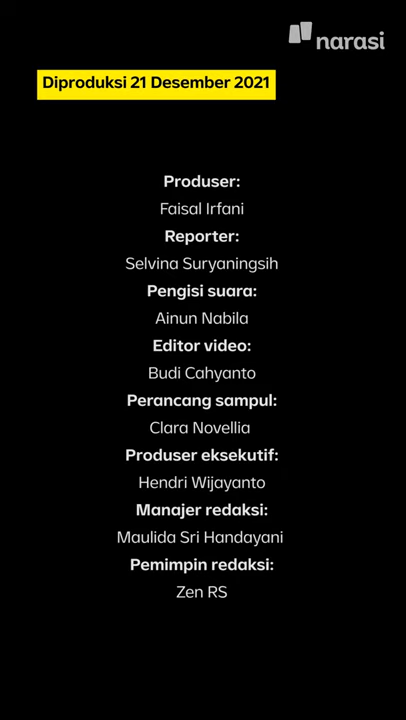 narasi
Diproduksi 21 Desember 2021
Produser:
Faisal Irfani
Reporter:
Selvina Suryaningsih
Pengisi suara:
Ainun Nabila
Editor video:
Budi Cahyanto
Perancang sampul:
Clara Novellia
Produser eksekutif:
Hendri Wijayanto
Manajer redaksi:
Maulida Sri Handayani
Pemimpin redaksi:
Zen RS